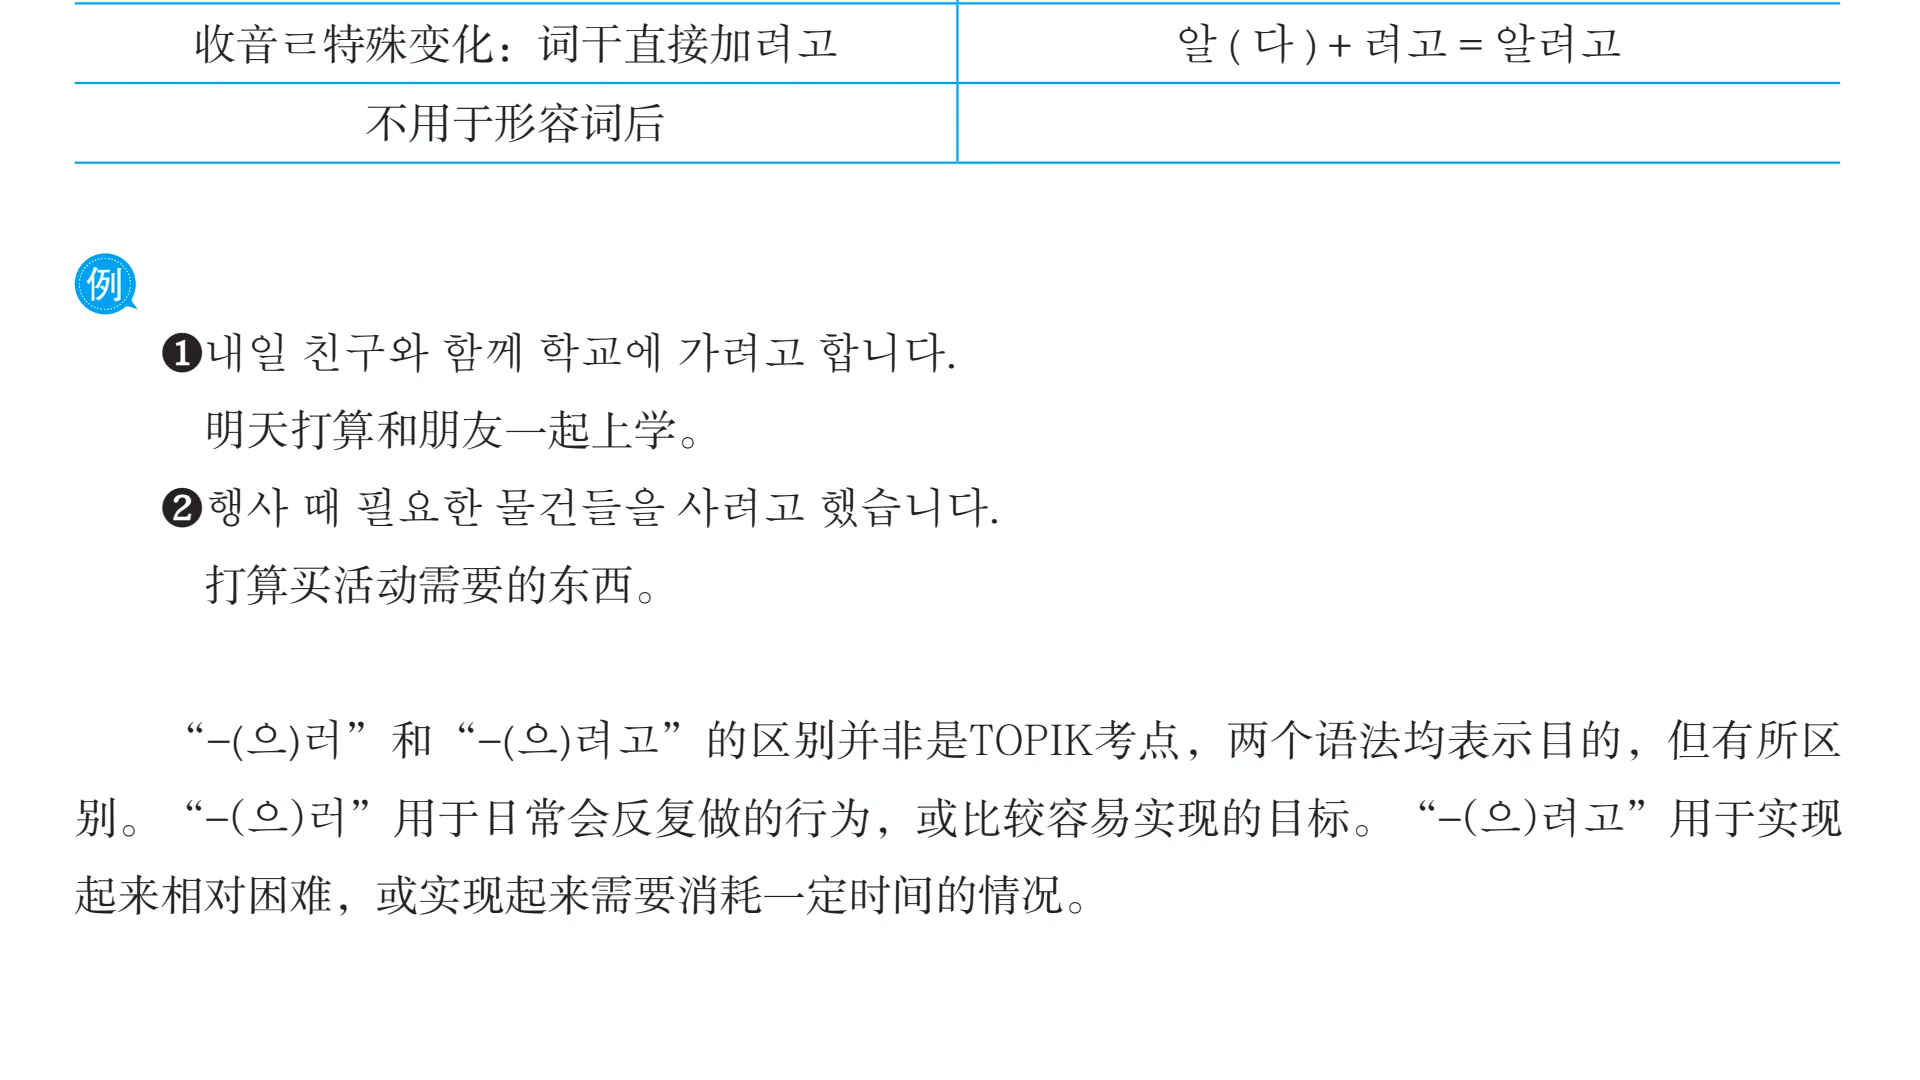 收音ㄹ特殊变化：词干直接加려고
알 ( 다 ) + 려고 = 알려고
不用于形容词后
例
❶내일 친구와 함께 학교에 가려고 합니다.
明天打算和朋友一起上学。
❷행사 때 필요한 물건들을 사려고 했습니다.
打算买活动需要的东西。
“–(으)러”和“–(으)려고”的区别并非是TOPIK考点，两个语法均表示目的，但有所区
别。“–(으)러”用于日常会反复做的行为，或比较容易实现的目标。“–(으)려고”用于实现
起来相对困难，或实现起来需要消耗一定时间的情况。